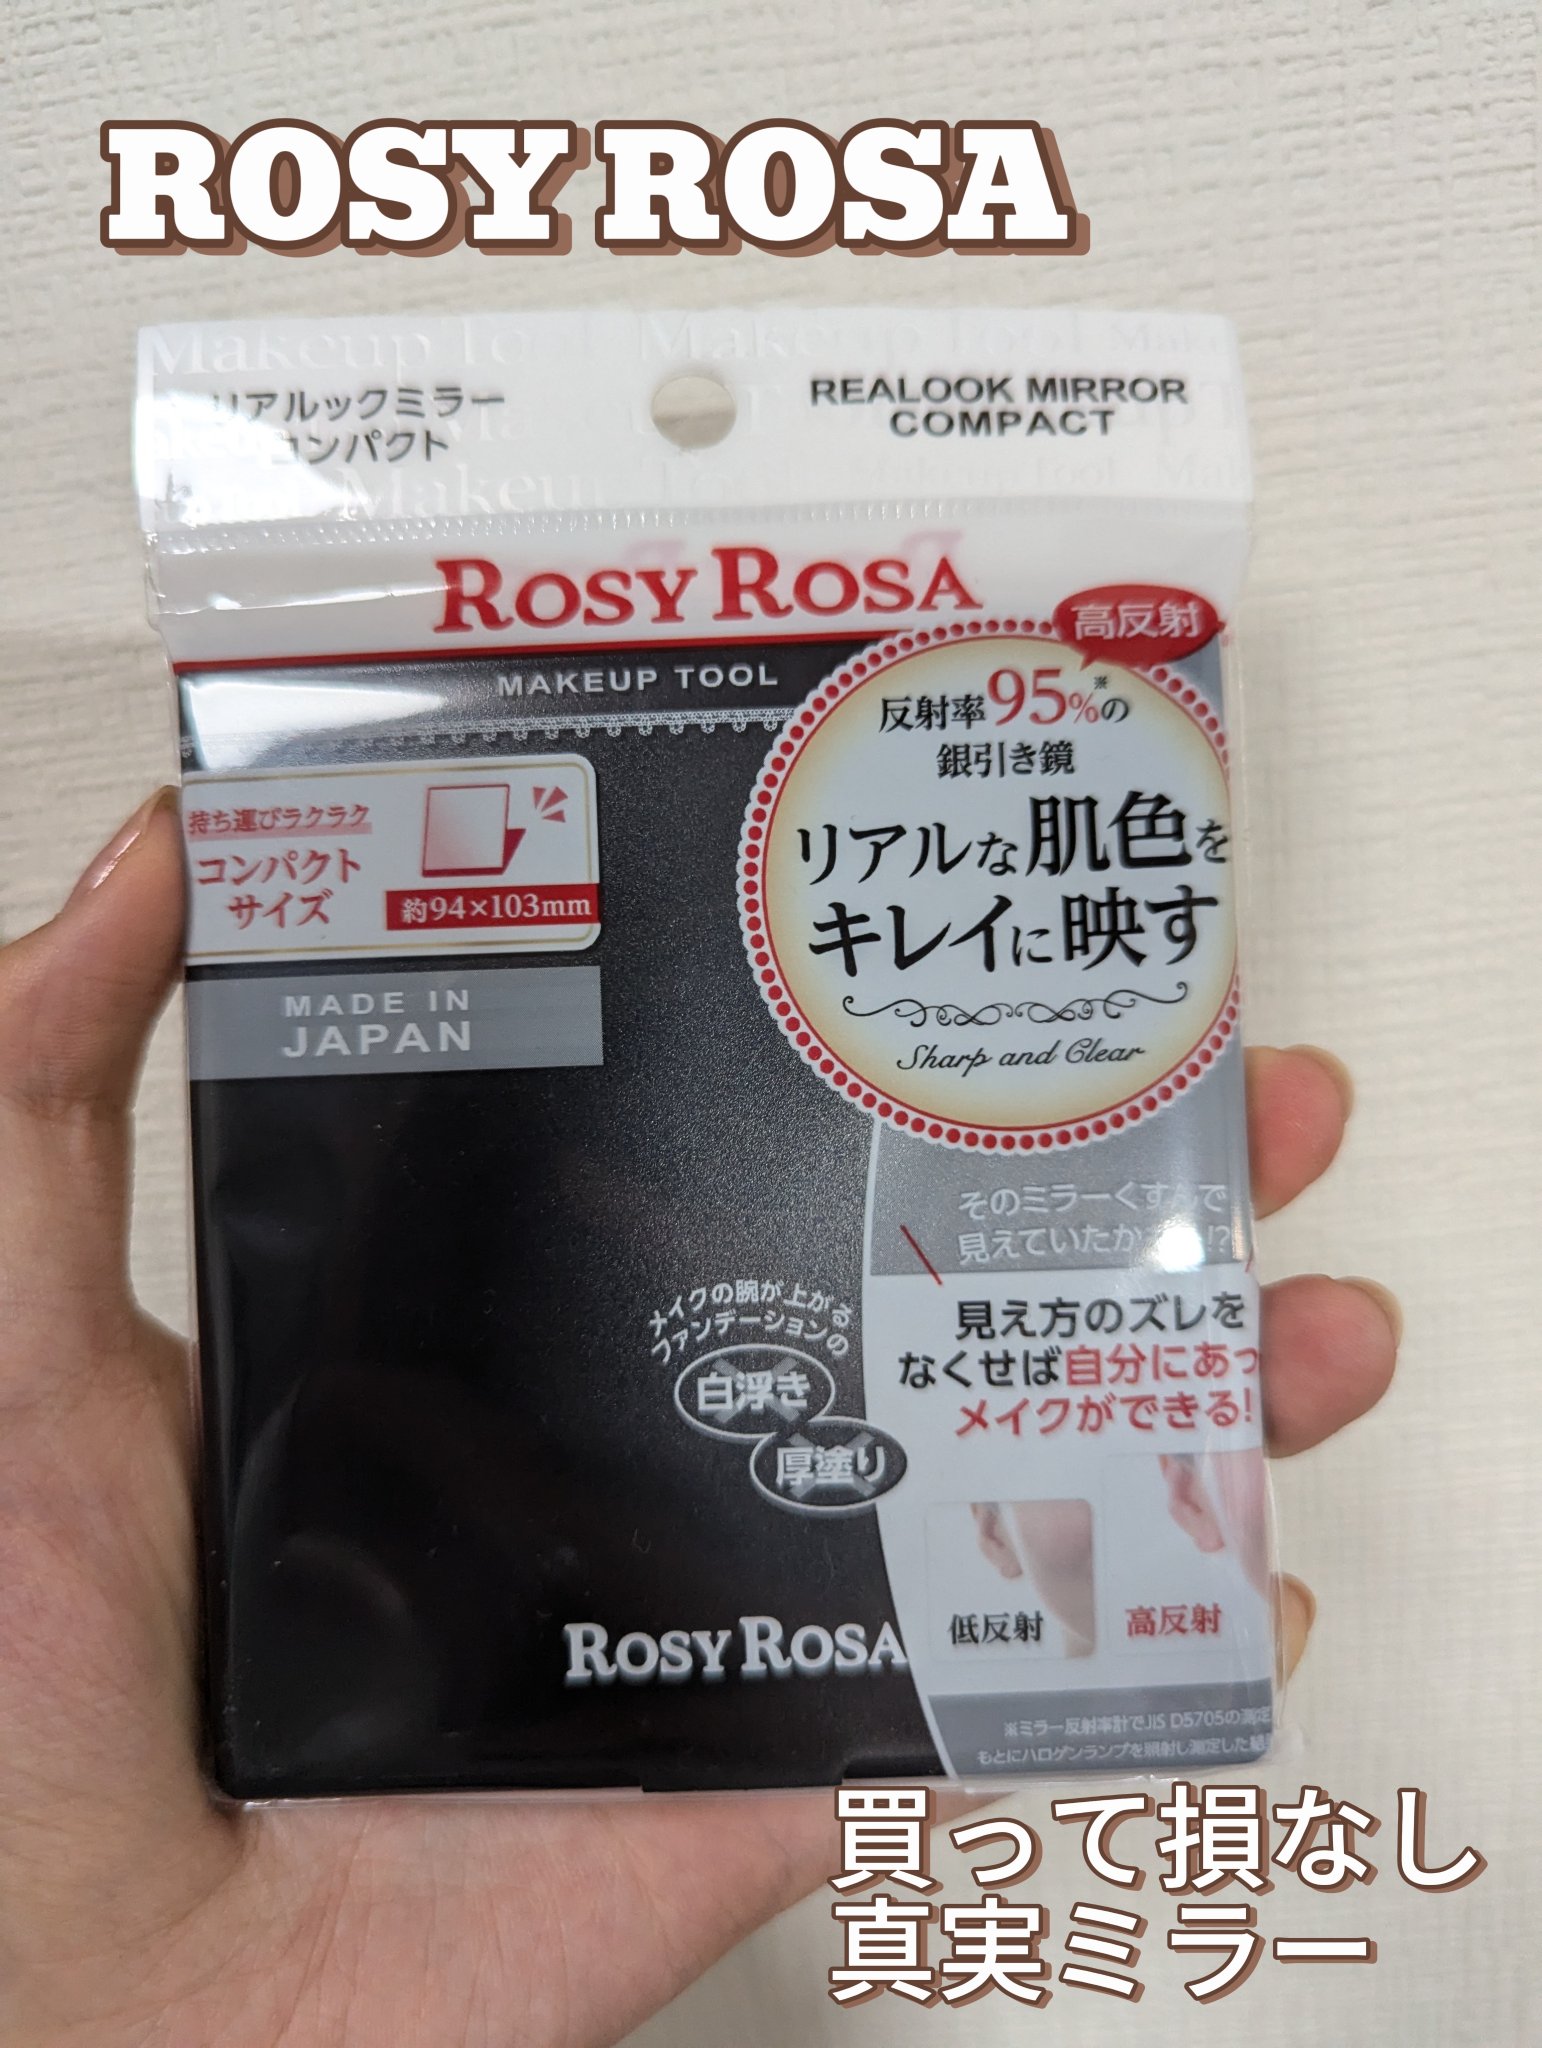 ROSY ROSA
リアルックミラー
コンパクト
REALOOK MIRROR
COMPACT
ROSY ROSA
MAKEUP TOOL
高反射
反射率95%※の
銀引き鏡
リアルな肌色を
キレイに映す
Sharp and Clear
持ち運びラクラク
コンパクト
サイズ
約94×103mm
MADE IN
JAPAN
そのミラーくすんで
見えていたか!?
見え方のズレを
なくせば自分にあっ
メイクができる!
メイクの腕が上がる
ファンデーションの
白浮き
厚塗り
低反射
高反射
ROSY ROSA
※ミラー反射率計でJIS D5705の測定
もとにハロゲンランプを照射し測定した結
買って損なし
真実ミラー